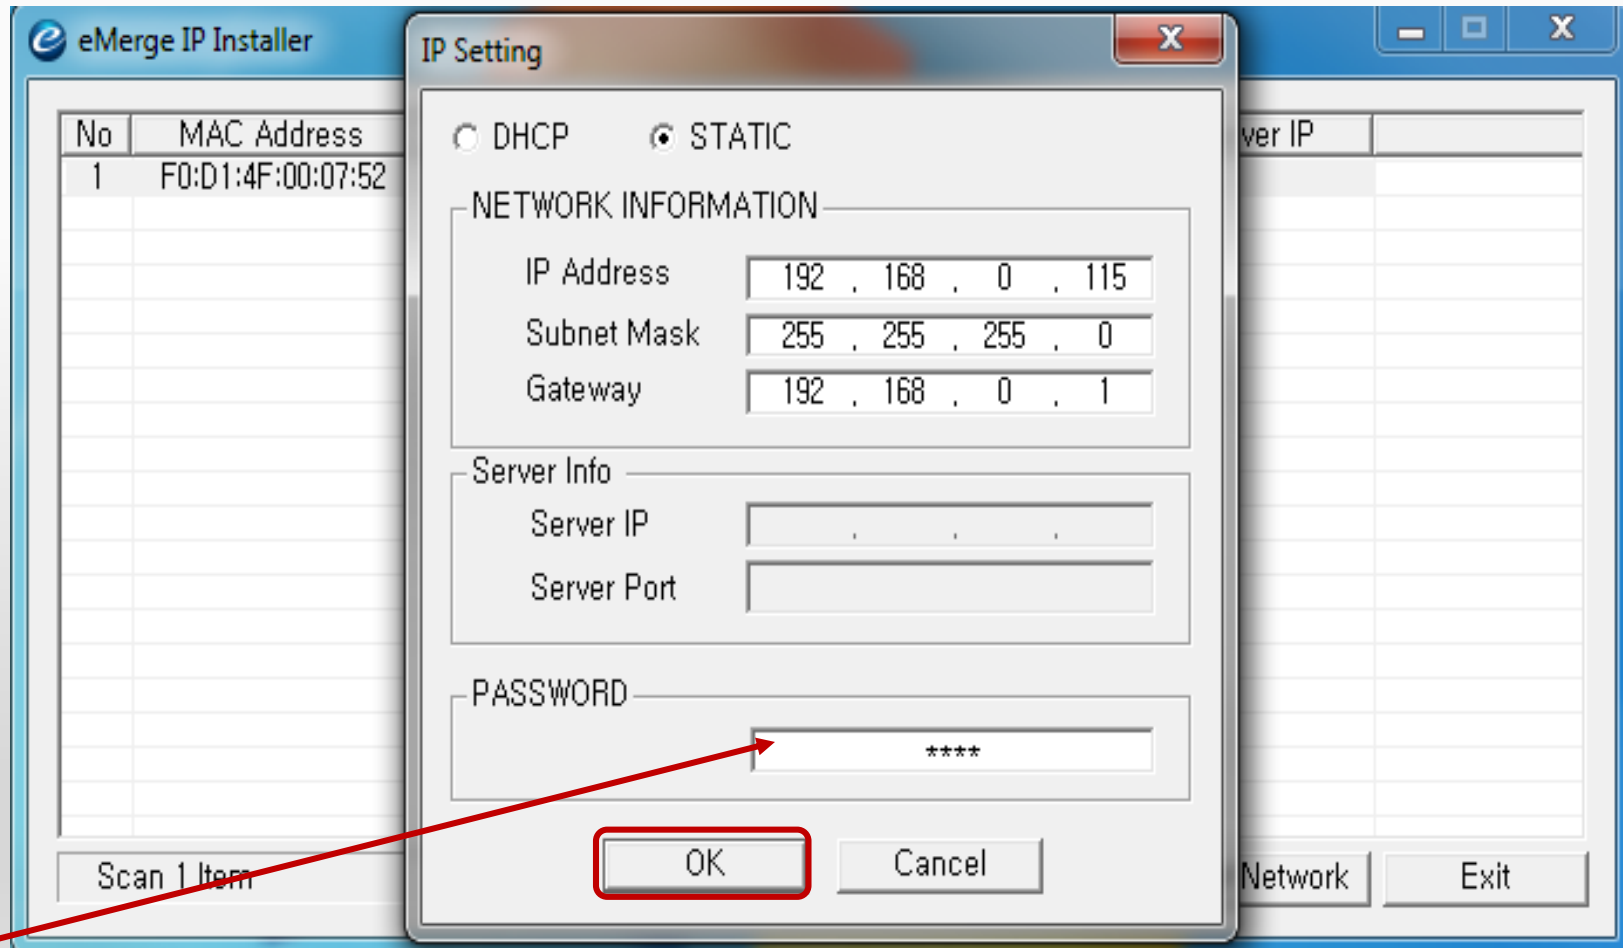 eMerge IP Installer
IP Setting
No MAC Address ver IP
1 F0:D1:4F:00:07:52
DHCP STATIC
NETWORK INFORMATION
IP Address 192 . 168 . 0 . 115
Subnet Mask 255 . 255 . 255 . 0
Gateway 192 . 168 . 0 . 1
Server Info
Server IP . . .
Server Port
PASSWORD
****
OK Cancel
Scan 1 Item Network Exit